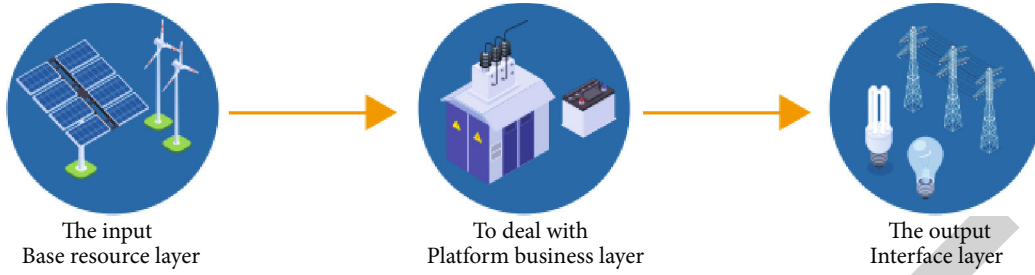 The input
Base resource layer
To deal with
Platform business layer
The output
Interface layer